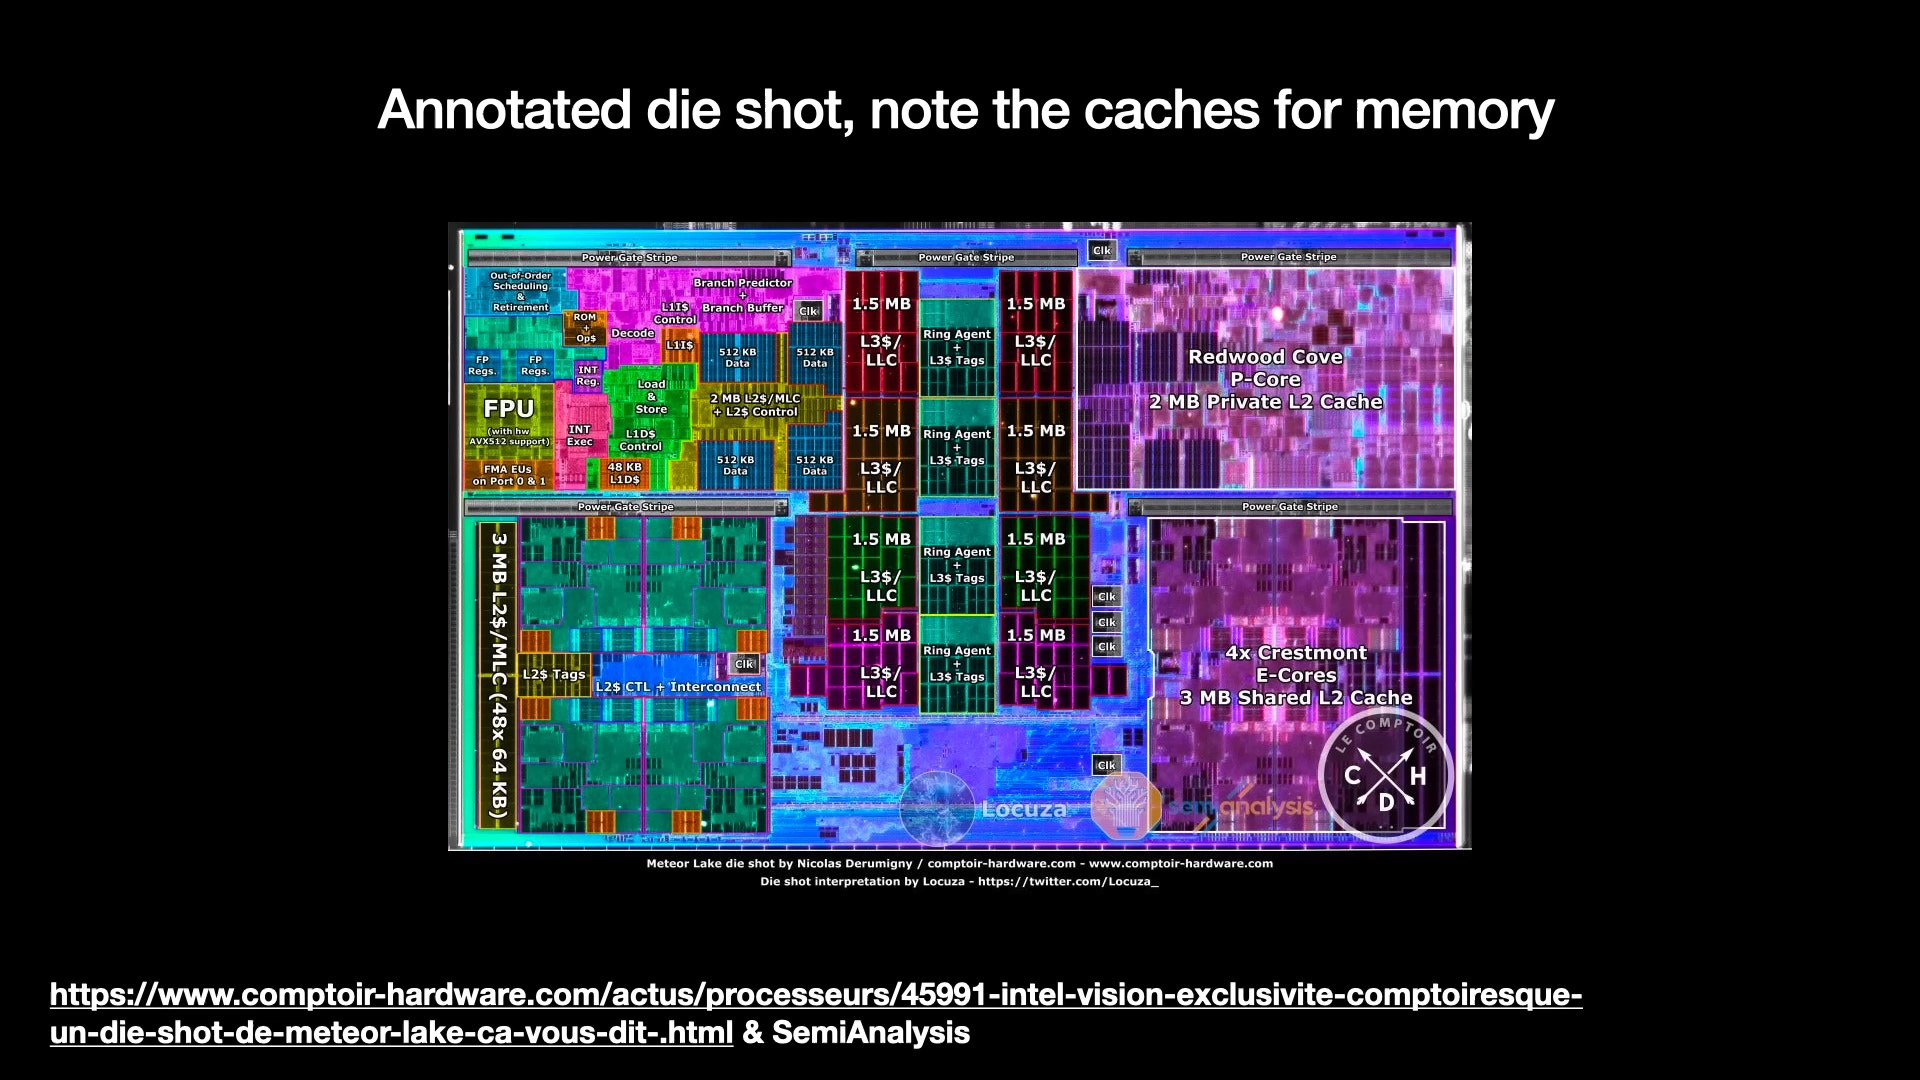 Annotated die shot, note the caches for memory
Power Gate Stripe
Power Gate Stripe
Clk
Power Gate Stripe
Out-of-Order
Scheduling
&
Retirement
ROM
+
Op$
Decode
L1I$
Control
Branch Predictor
+
Branch Buffer
Clk
L1I$
FP
Regs.
FP
Regs.
INT
Reg.
Load
&
Store
512 KB
Data
512 KB
Data
FPU
(with hw
AVX512 support)
INT
Exec
L1D$
Control
2 MB L2$/MLC
+ L2$ Control
FMA EUs
on Port 0 & 1
48 KB
L1D$
512 KB
Data
512 KB
Data
1.5 MB
L3$/
LLC
Ring Agent
+
L3$ Tags
1.5 MB
L3$/
LLC
1.5 MB
L3$/
LLC
Ring Agent
+
L3$ Tags
1.5 MB
L3$/
LLC
Redwood Cove
P-Core
2 MB Private L2 Cache
Power Gate Stripe
Power Gate Stripe
3 MB L2$/MLC (48x 64 KB)
L2$ Tags
L2$ CTL + Interconnect
Clk
1.5 MB
L3$/
LLC
Ring Agent
+
L3$ Tags
1.5 MB
L3$/
LLC
1.5 MB
L3$/
LLC
Ring Agent
+
L3$ Tags
1.5 MB
L3$/
LLC
Clk
Clk
Clk
Clk
4x Crestmont
E-Cores
3 MB Shared L2 Cache
Locuza
semianalysis
LE COMPTOIR
C H
D
Meteor Lake die shot by Nicolas Derumigny / comptoir-hardware.com - www.comptoir-hardware.com
Die shot interpretation by Locuza - https://twitter.com/Locuza_
https://www.comptoir-hardware.com/actus/processeurs/45991-intel-vision-exclusivite-comptoiresque-
un-die-shot-de-meteor-lake-ca-vous-dit-.html & SemiAnalysis